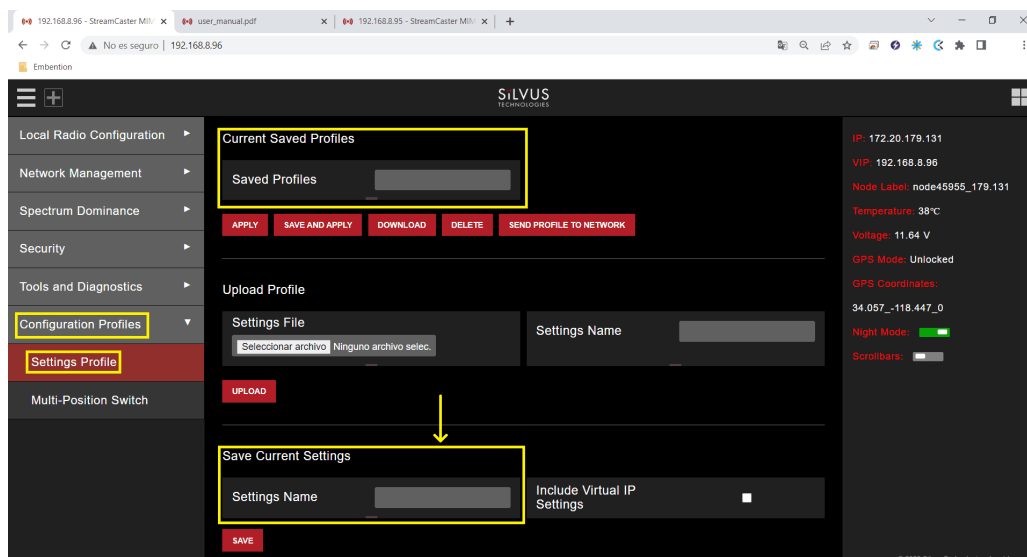 192.168.8.96 - StreamCaster MIM
user_manual.pdf
192.168.8.95 - StreamCaster MIM
No es seguro
192.168.8.96
Embention
SiLVUS
TECHNOLOGIES
Local Radio Configuration
Network Management
Spectrum Dominance
Security
Tools and Diagnostics
Configuration Profiles
Settings Profile
Multi-Position Switch
Current Saved Profiles
Saved Profiles
APPLY
SAVE AND APPLY
DOWNLOAD
DELETE
SEND PROFILE TO NETWORK
Upload Profile
Settings File
Seleccionar archivo Ninguno archivo selec.
Settings Name
UPLOAD
Save Current Settings
Settings Name
Include Virtual IP
Settings
SAVE
IP: 172.20.179.131
VIP: 192.168.8.96
Node Label: node45955_179.131
Temperature: 38°C
Voltage: 11.64 V
GPS Mode: Unlocked
GPS Coordinates:
34.057_-118.447_0
Night Mode:
Scrollbars: